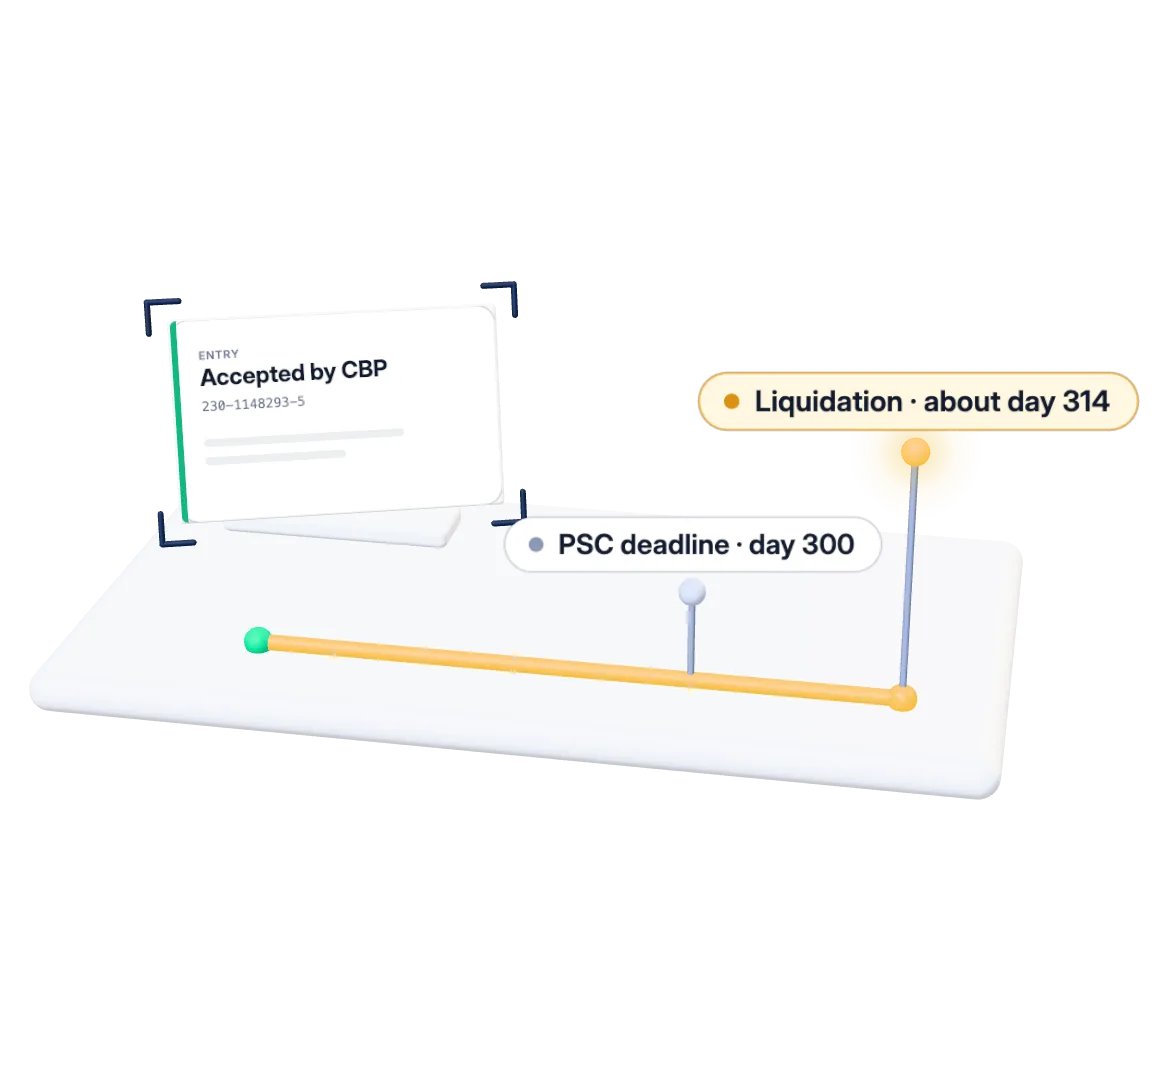 ENTRY
Accepted by CBP
230-1148293-5
Liquidation · about day 314
PSC deadline · day 300